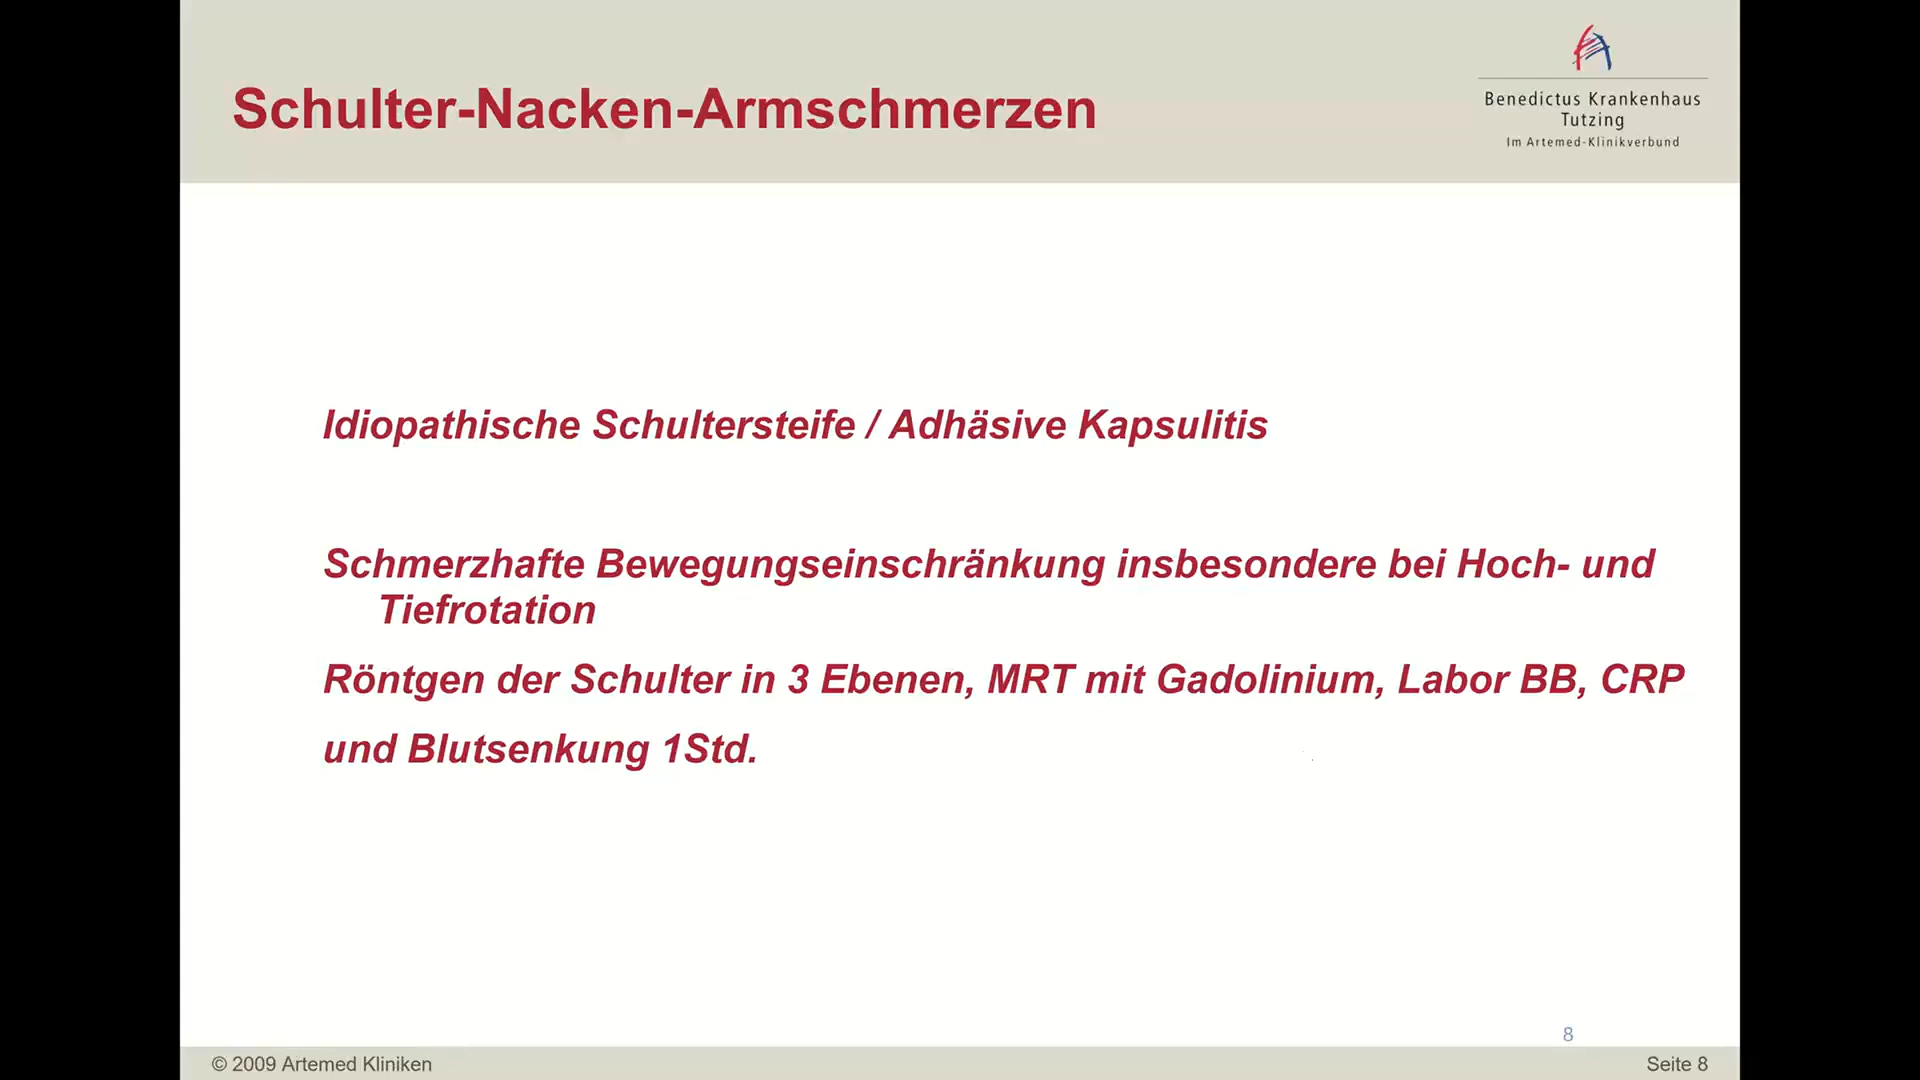 Schulter-Nacken-Armschmerzen
Benedictus Krankenhaus
Tutzing
Im Artemed-Klinikverbund
Idiopathische Schultersteife / Adhäsive Kapsulitis
Schmerzhafte Bewegungseinschränkung insbesondere bei Hoch- und
Tiefrotation
Röntgen der Schulter in 3 Ebenen, MRT mit Gadolinium, Labor BB, CRP
und Blutsenkung 1Std.
8
© 2009 Artemed Kliniken
Seite 8